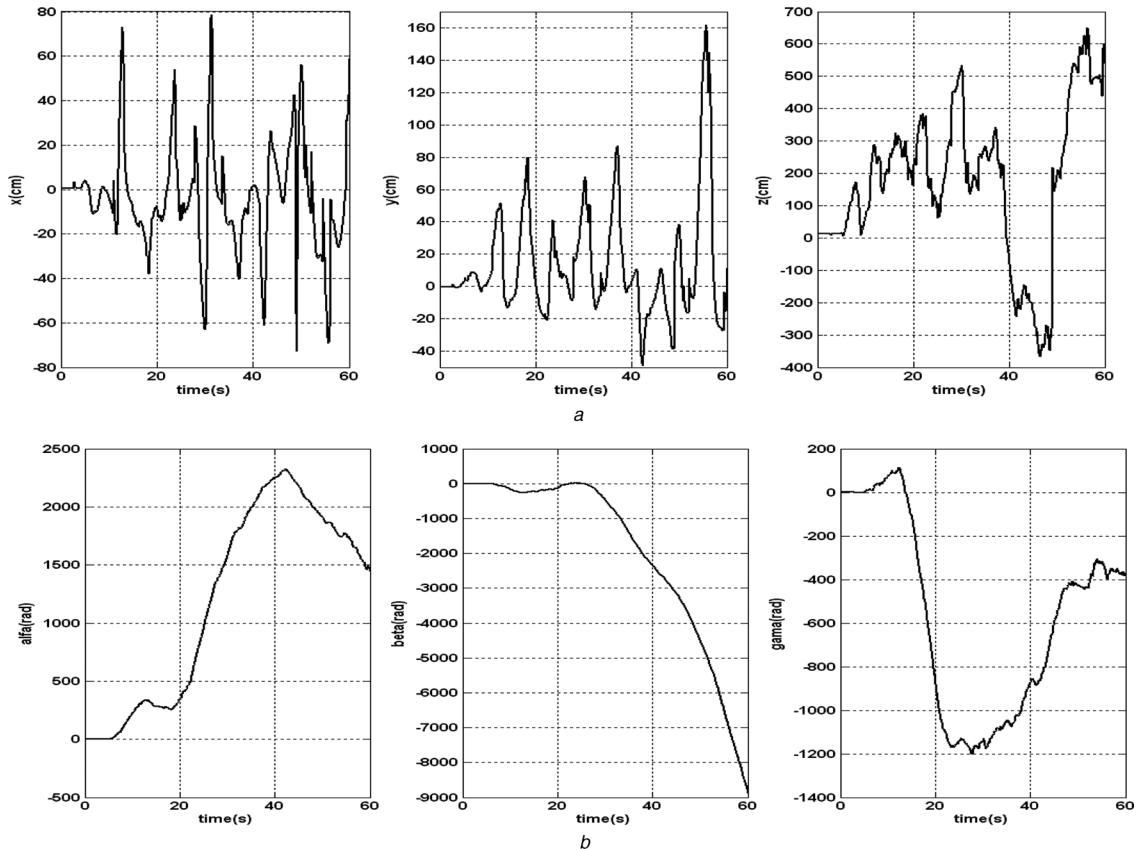 80
60
40
20
0
-20
-40
-60
-80
x(cm)
0 20 40 60
time(s)
160
140
120
100
80
60
40
20
0
-20
-40
y(cm)
0 20 40 60
time(s)
700
600
500
400
300
200
100
0
-100
-200
-300
-400
z(cm)
0 20 40 60
time(s)
a
2500
2000
1500
1000
500
0
-500
alfa(rad)
0 20 40 60
time(s)
1000
0
-1000
-2000
-3000
-4000
-5000
-6000
-7000
-8000
-9000
beta(rad)
0 20 40 60
time(s)
200
0
-200
-400
-600
-800
-1000
-1200
-1400
gama(rad)
0 20 40 60
time(s)
b